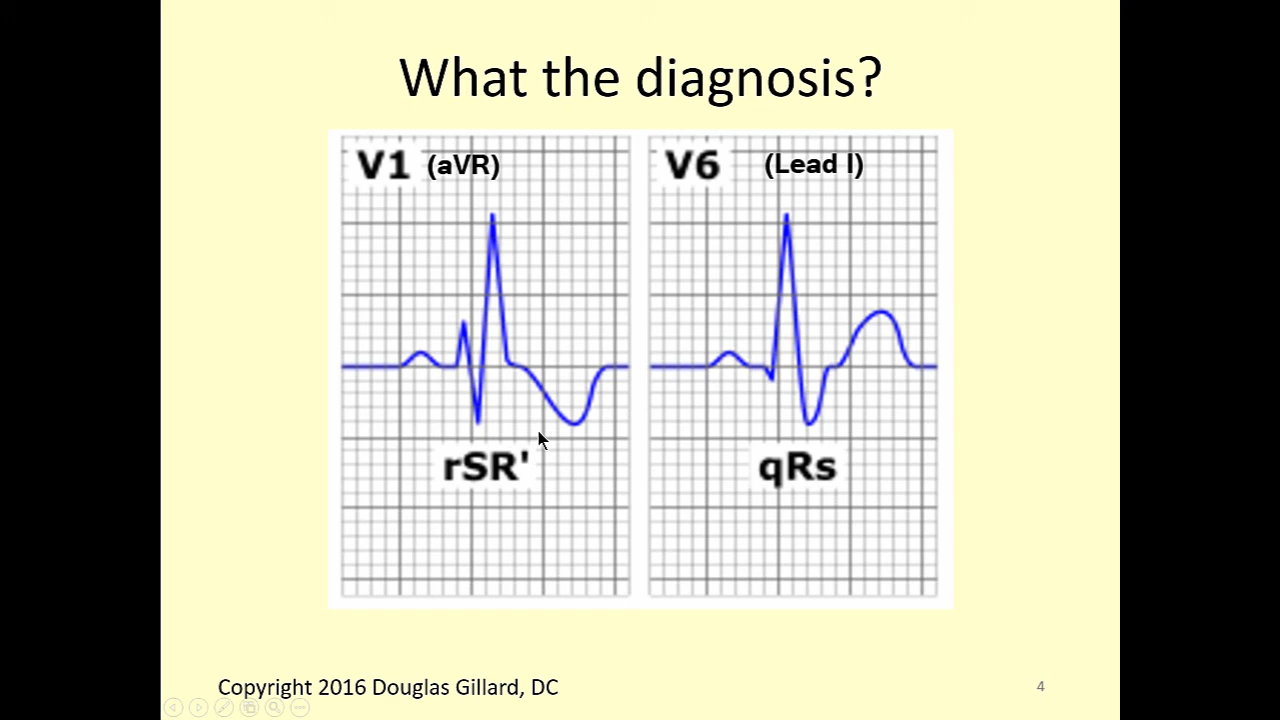 What the diagnosis?
V1 (aVR)
V6 (Lead I)
rSR'
qRs
Copyright 2016 Douglas Gillard, DC
4